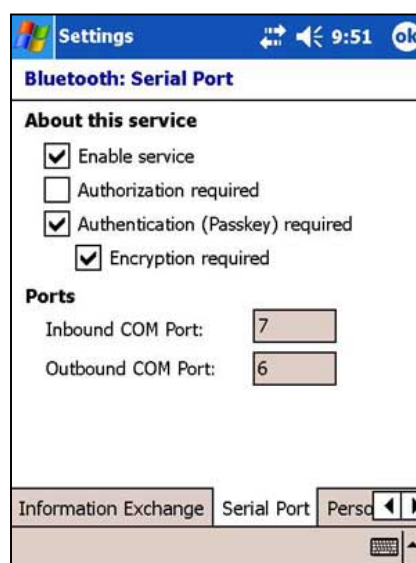 Settings 9:51 ok
Bluetooth: Serial Port
About this service
Enable service
Authorization required
Authentication (Passkey) required
Encryption required
Ports
Inbound COM Port: 7
Outbound COM Port: 6
Information Exchange Serial Port Perso